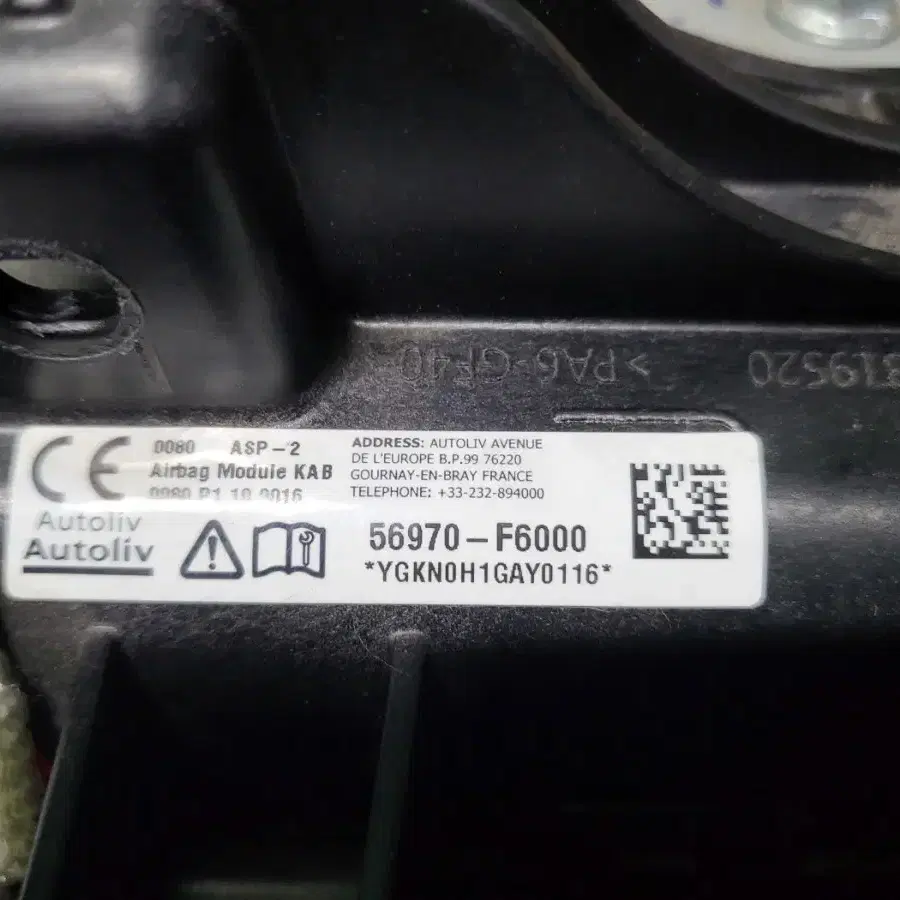 >PA6-GF40
319520
CE
0080 ASP-2
Airbag Module KAB
Autoliv
Autoliv
ADDRESS: AUTOLIV AVENUE
DE L'EUROPE B.P.99 76220
GOURNAY-EN-BRAY FRANCE
TELEPHONE: +33-232-894000
56970-F6000
*YGKN0H1GAY0116*